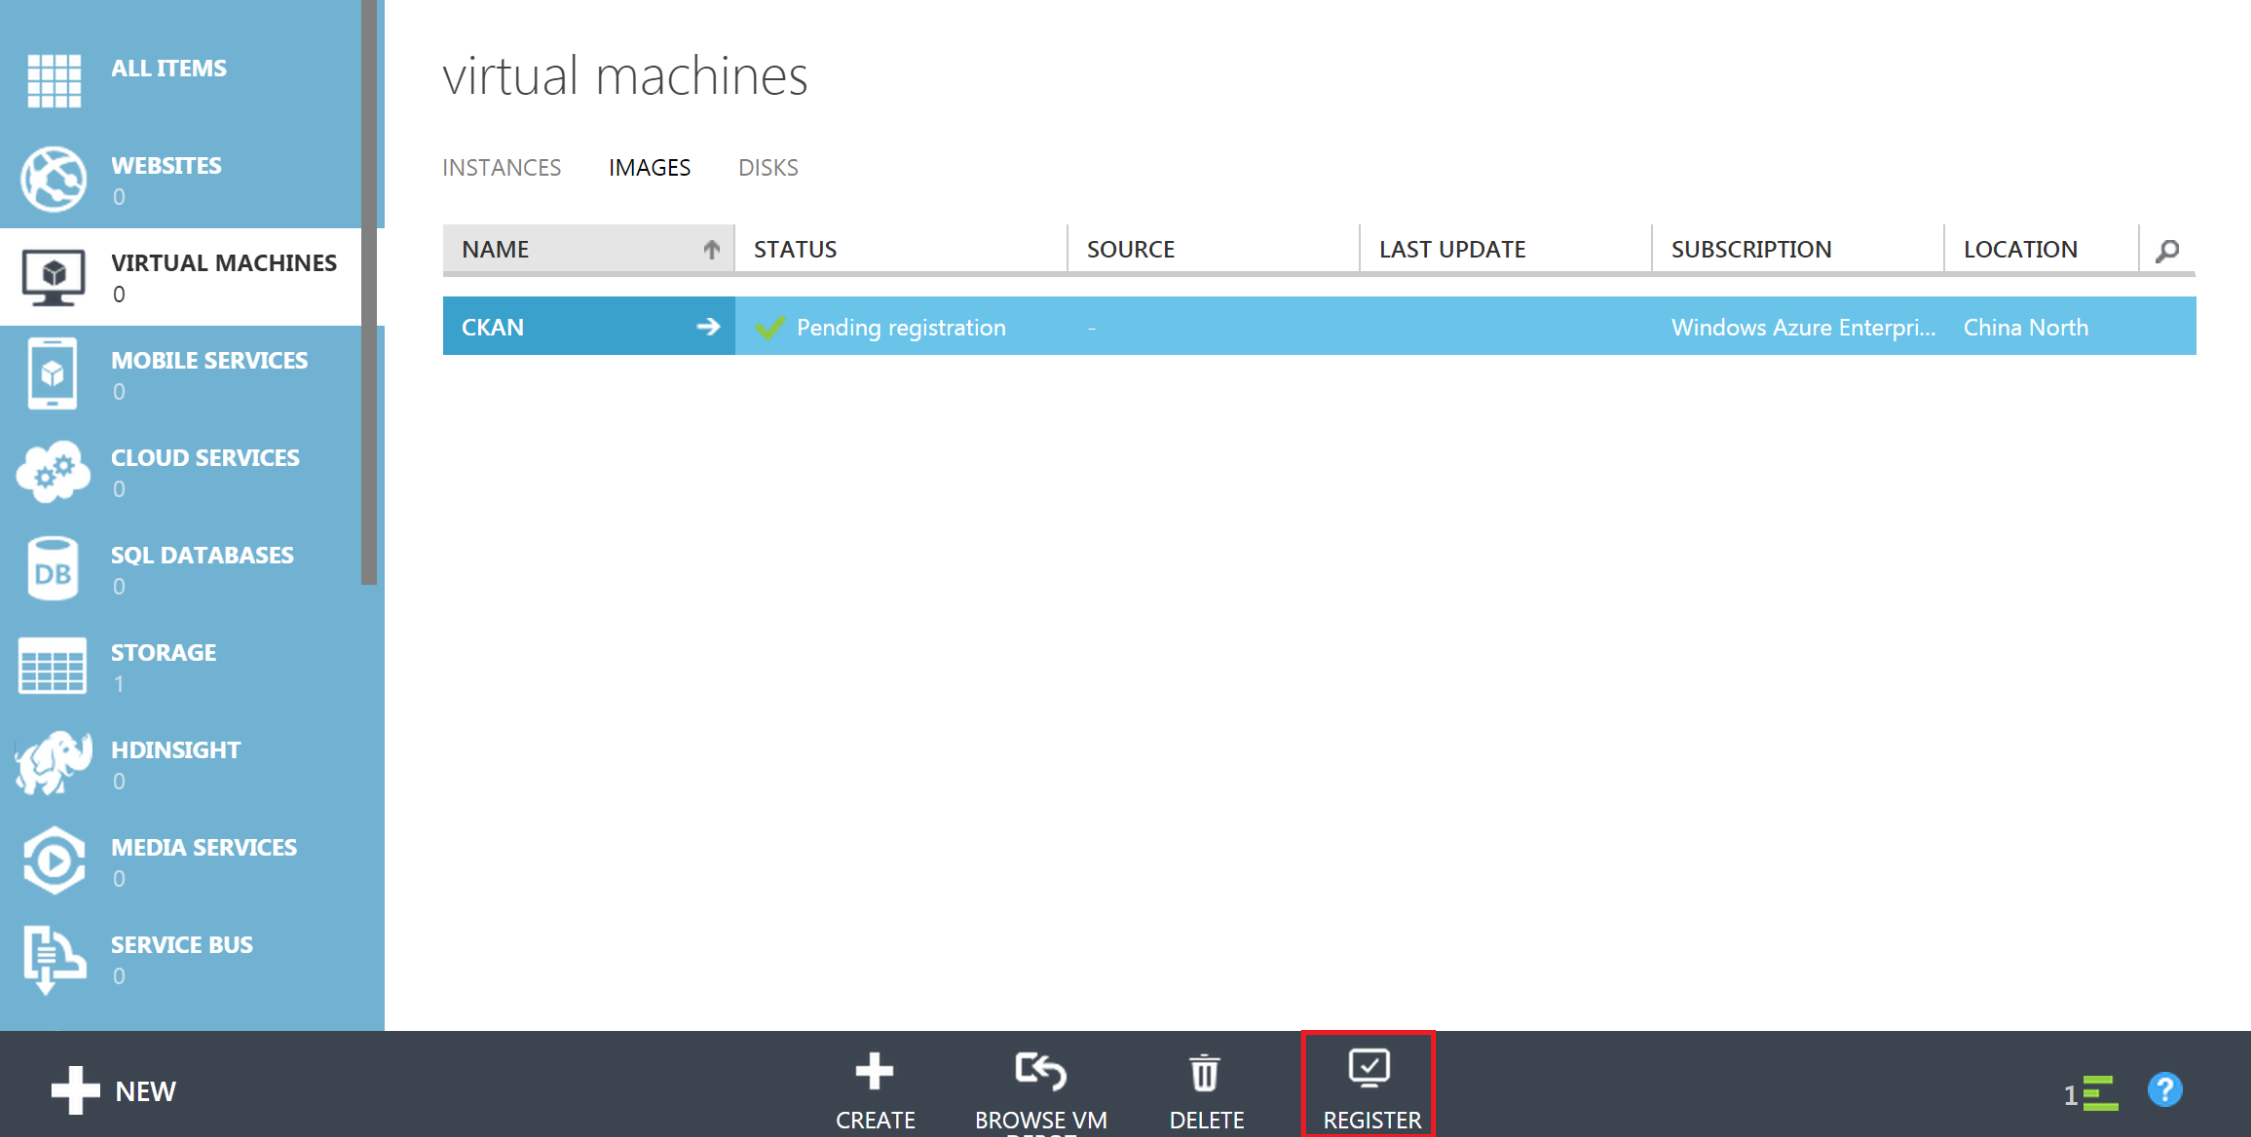 ALL ITEMS
WEBSITES
0
VIRTUAL MACHINES
0
MOBILE SERVICES
0
CLOUD SERVICES
0
SQL DATABASES
0
DB
STORAGE
1
HDINSIGHT
0
MEDIA SERVICES
0
SERVICE BUS
0
virtual machines
INSTANCES IMAGES DISKS
NAME STATUS SOURCE LAST UPDATE SUBSCRIPTION LOCATION
CKAN Pending registration - Windows Azure Enterpri... China North
NEW
CREATE
BROWSE VM
DEPOT
DELETE
REGISTER
1
?